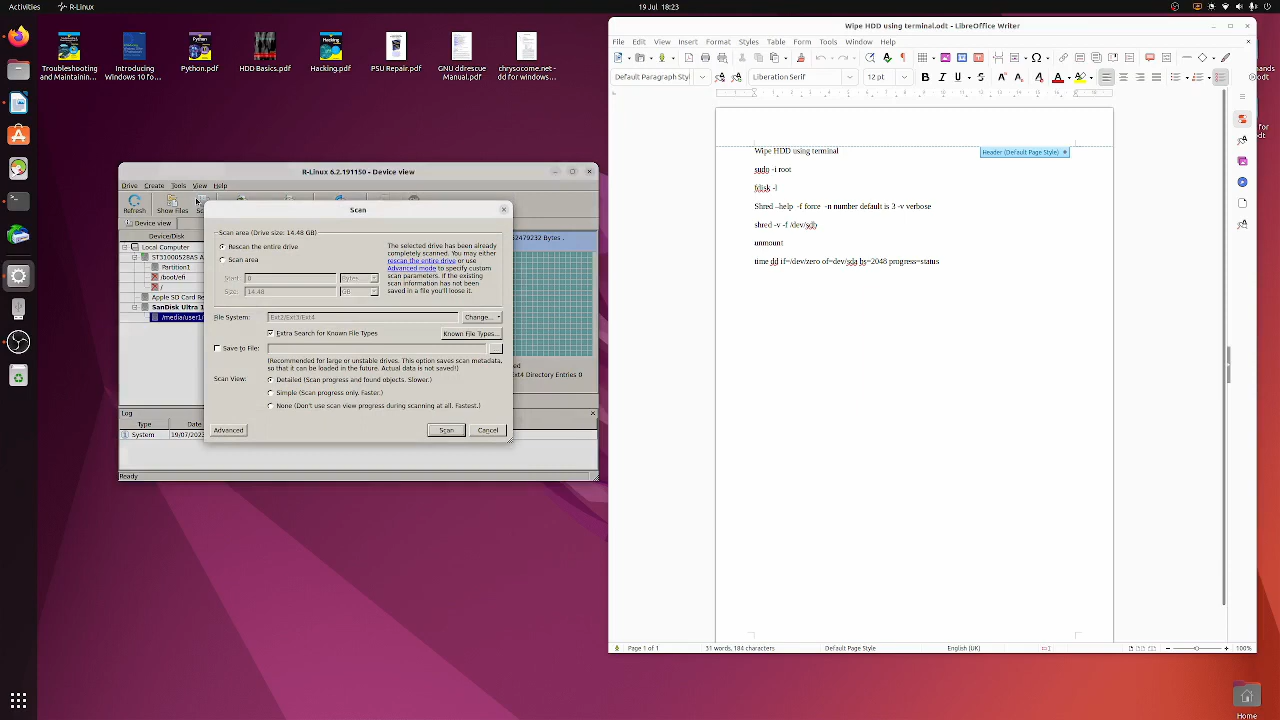 Activities
R-Linux
19 Jul 18:23
Troubleshooting and Maintainin...
Introducing Windows 10 fo...
Python.pdf
HDD Basics.pdf
Hacking.pdf
PSU Repair.pdf
GNU ddrescue Manual.pdf
chrysocome-net - dd for windows...
R-Linux 6.2.191150 - Device view
Drive Create Tools View Help
Refresh
Show Files
Device view
Local Computer
Partition1
/boot/efi
/
Apple SD Card Re
SanDisk Ultra 1
/media/user1/
Log
Type
Date
System
Ready
Scan
Scan area (Drive size: 14.48 GB)
Rescan the entire drive
Scan area
Start: 0 Bytes
Size: 14.48 GB
The selected drive has been already
completely scanned. You may either
rescan the entire drive or use
Advanced mode to specify custom
scan parameters. If the existing
scan information has not been
saved in a file you'll loose it.
File System: Ext2/Ext3/Ext4 Change...
Extra Search for Known File Types
Known File Types...
Save to File: ...
(Recommended for large or unstable drives. This option saves scan metadata,
so that it can be loaded in the future. Actual data is not saved!)
Scan View:
Detailed (Scan progress and found objects. Slower.)
Simple (Scan progress only. Faster.)
None (Don't use scan view progress during scanning at all. Fastest.)
Advanced
Scan
Cancel
62479232 Bytes .
Ext4 Directory Entries 0
Wipe HDD using terminal.odt - LibreOffice Writer
File Edit View Insert Format Styles Table Form Tools Window Help
Default Paragraph Styl
Liberation Serif
12 pt
Header (Default Page Style)
Wipe HDD using terminal
sudo -i root
fdisk -l
Shred –help -f force -n number default is 3 -v verbose
shred -v -f /dev/sdb
unmount
time dd if=/dev/zero of=dev/sda bs=2048 progress=status
Page 1 of 1
31 words, 184 characters
Default Page Style
English (UK)
100%
Home